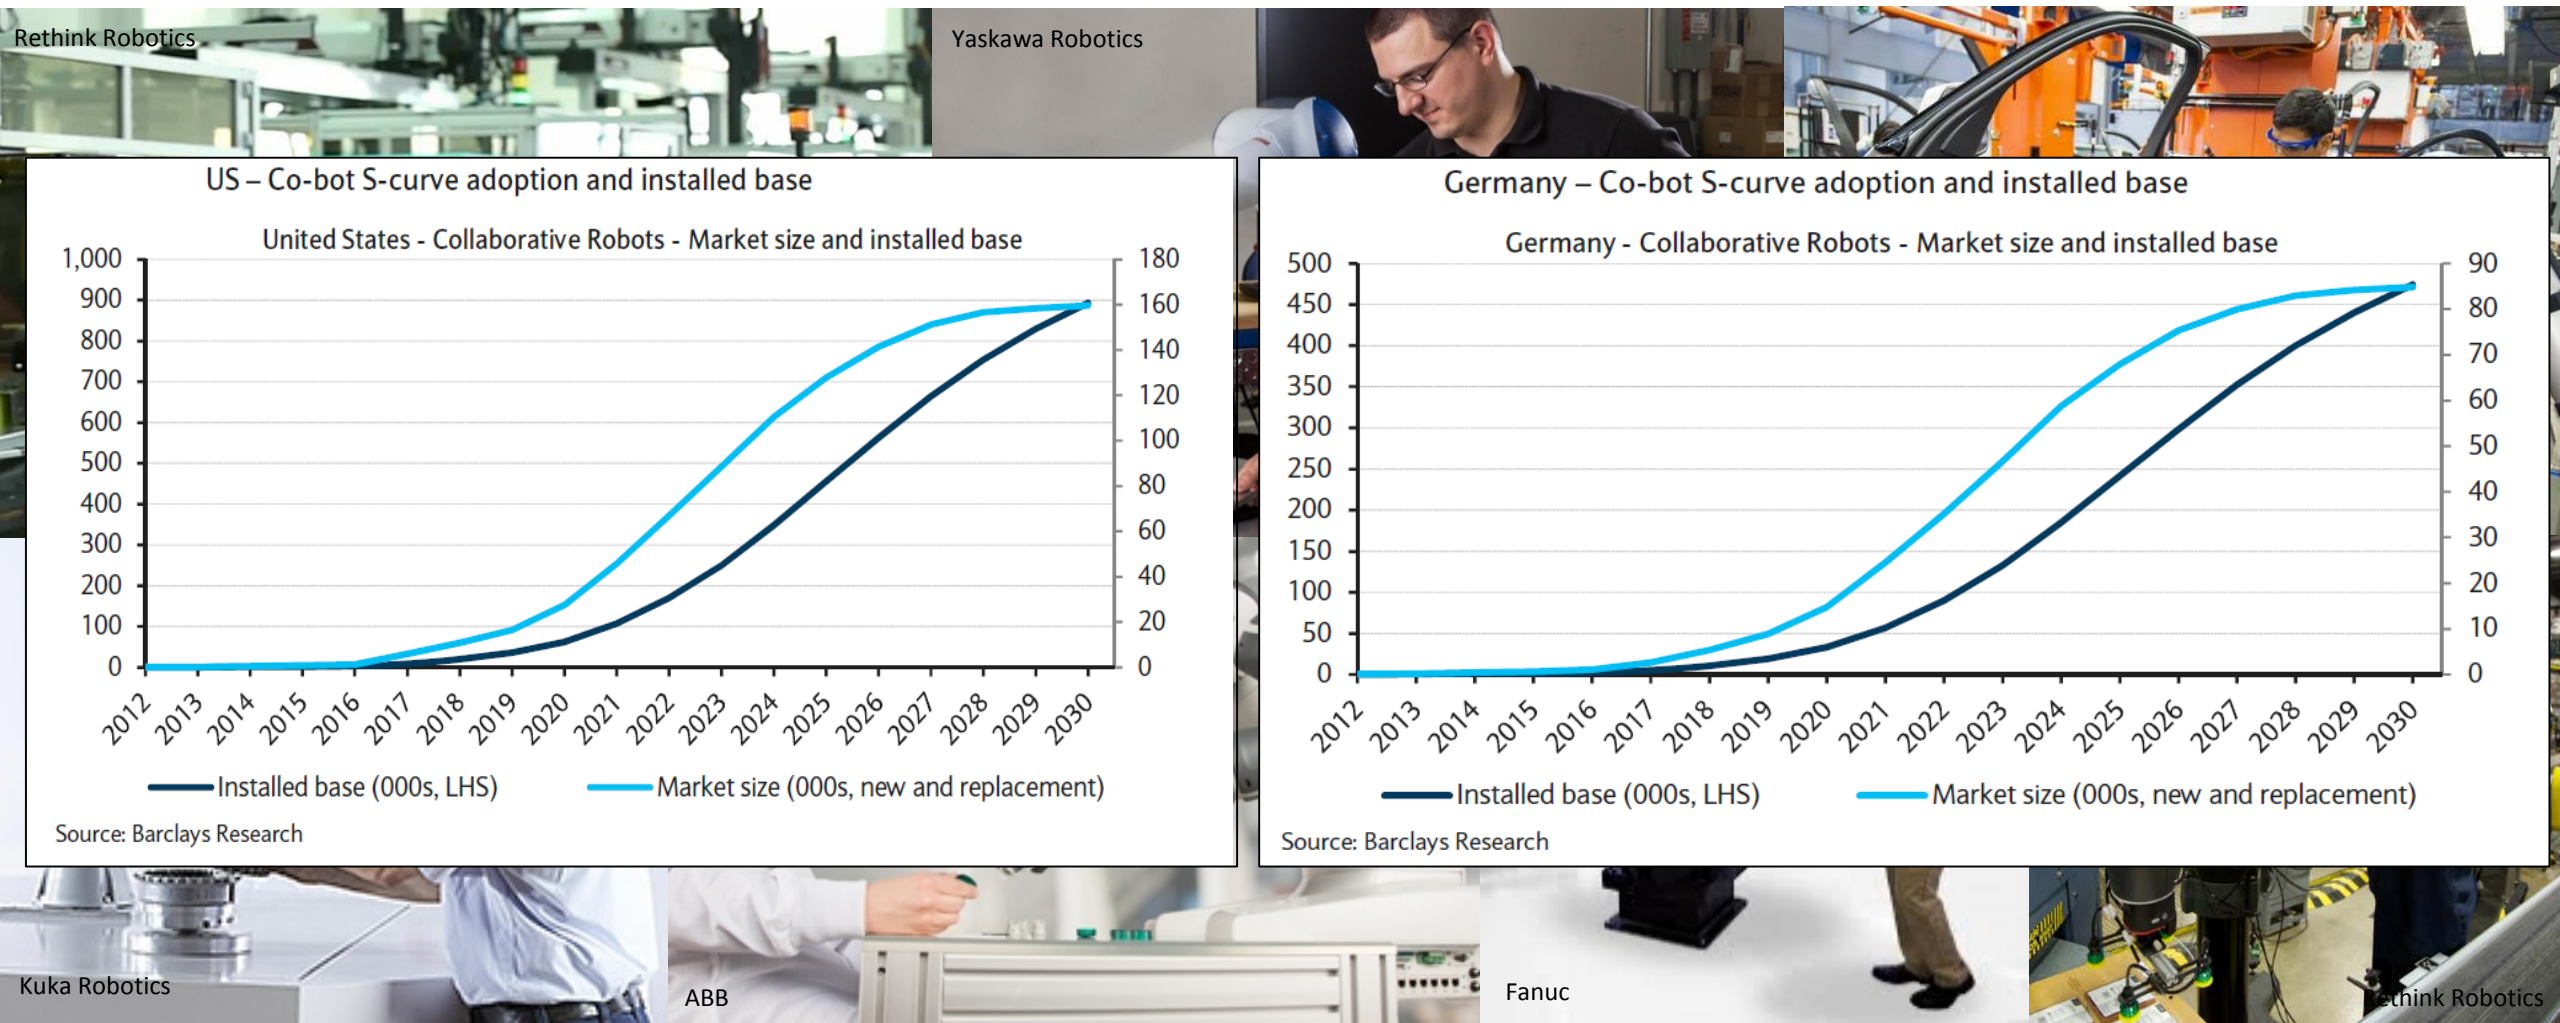 Rethink Robotics
Yaskawa Robotics
US – Co-bot S-curve adoption and installed base
United States - Collaborative Robots - Market size and installed base
1,000
900
800
700
600
500
400
300
200
100
0
180
160
140
120
100
80
60
40
20
0
2012 2013 2014 2015 2016 2017 2018 2019 2020 2021 2022 2023 2024 2025 2026 2027 2028 2029 2030
Installed base (000s, LHS) Market size (000s, new and replacement)
Source: Barclays Research
Germany – Co-bot S-curve adoption and installed base
Germany - Collaborative Robots - Market size and installed base
500
450
400
350
300
250
200
150
100
50
0
90
80
70
60
50
40
30
20
10
0
2012 2013 2014 2015 2016 2017 2018 2019 2020 2021 2022 2023 2024 2025 2026 2027 2028 2029 2030
Installed base (000s, LHS) Market size (000s, new and replacement)
Source: Barclays Research
Kuka Robotics
ABB
Fanuc
Rethink Robotics